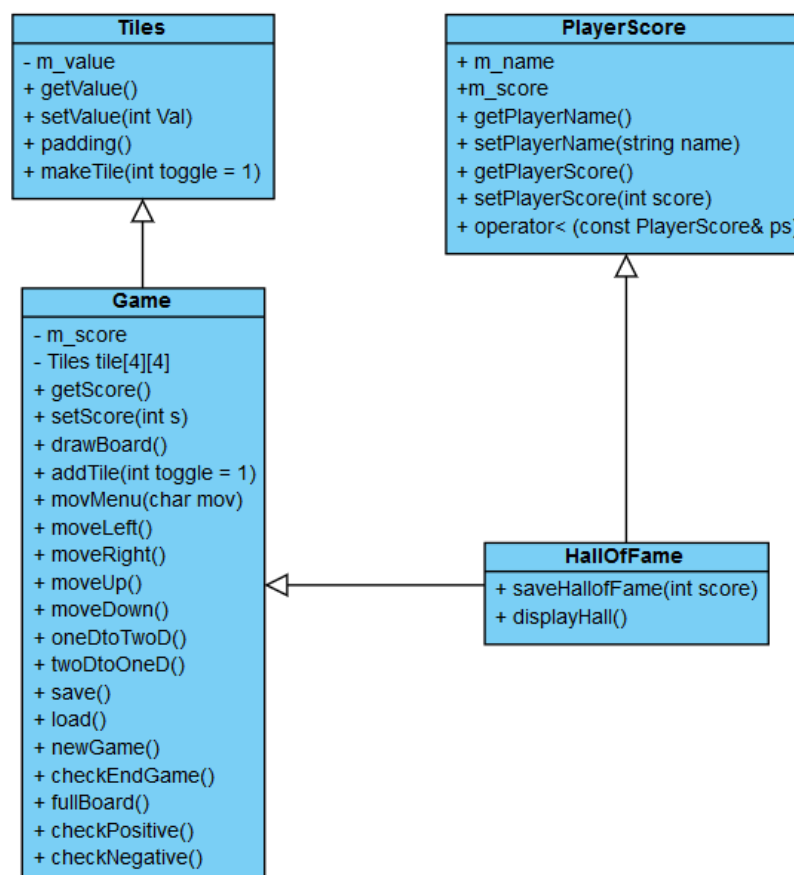 Tiles
- m_value
+ getValue()
+ setValue(int Val)
+ padding()
+ makeTile(int toggle = 1)
PlayerScore
+ m_name
+m_score
+ getPlayerName()
+ setPlayerName(string name)
+ getPlayerScore()
+ setPlayerScore(int score)
+ operator< (const PlayerScore& ps)
Game
- m_score
- Tiles tile[4][4]
+ getScore()
+ setScore(int s)
+ drawBoard()
+ addTile(int toggle = 1)
+ movMenu(char mov)
+ moveLeft()
+ moveRight()
+ moveUp()
+ moveDown()
+ oneDtoTwoD()
+ twoDtoOneD()
+ save()
+ load()
+ newGame()
+ checkEndGame()
+ fullBoard()
+ checkPositive()
+ checkNegative()
HallOfFame
+ saveHallofFame(int score)
+ displayHall()